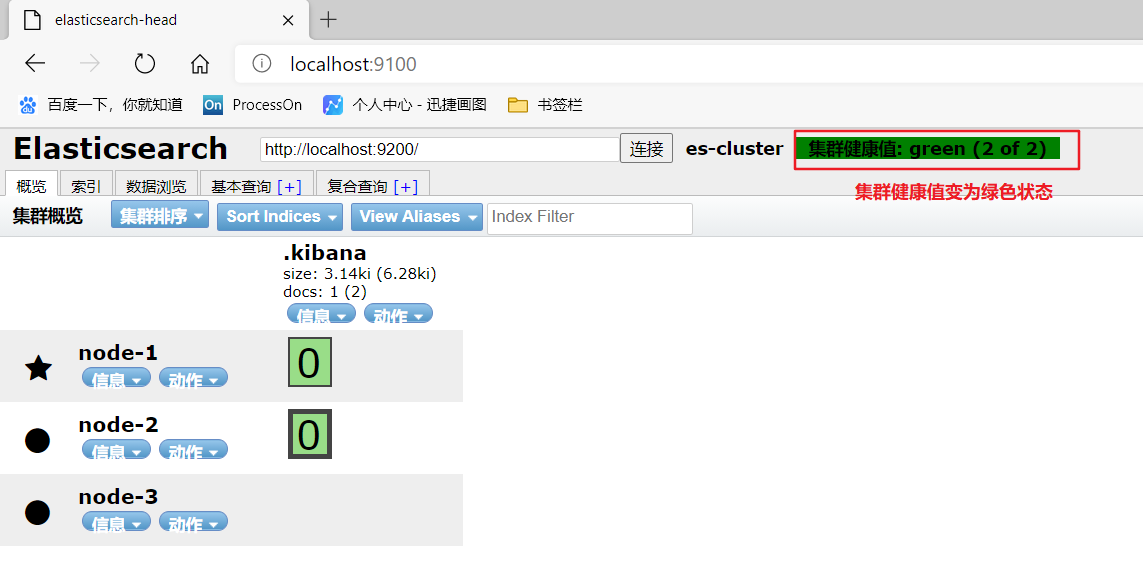 elasticsearch-head
localhost:9100
百度一下，你就知道 On ProcessOn 个人中心 - 迅捷画图 书签栏
Elasticsearch http://localhost:9200/ 连接 es-cluster 集群健康值: green (2 of 2)
概览 索引 数据浏览 基本查询 [+] 复合查询 [+]
集群健康值变为绿色状态
集群概览 集群排序 Sort Indices View Aliases Index Filter
.kibana
size: 3.14ki (6.28ki)
docs: 1 (2)
信息 动作
node-1 0
信息 动作
node-2 0
信息 动作
node-3
信息 动作